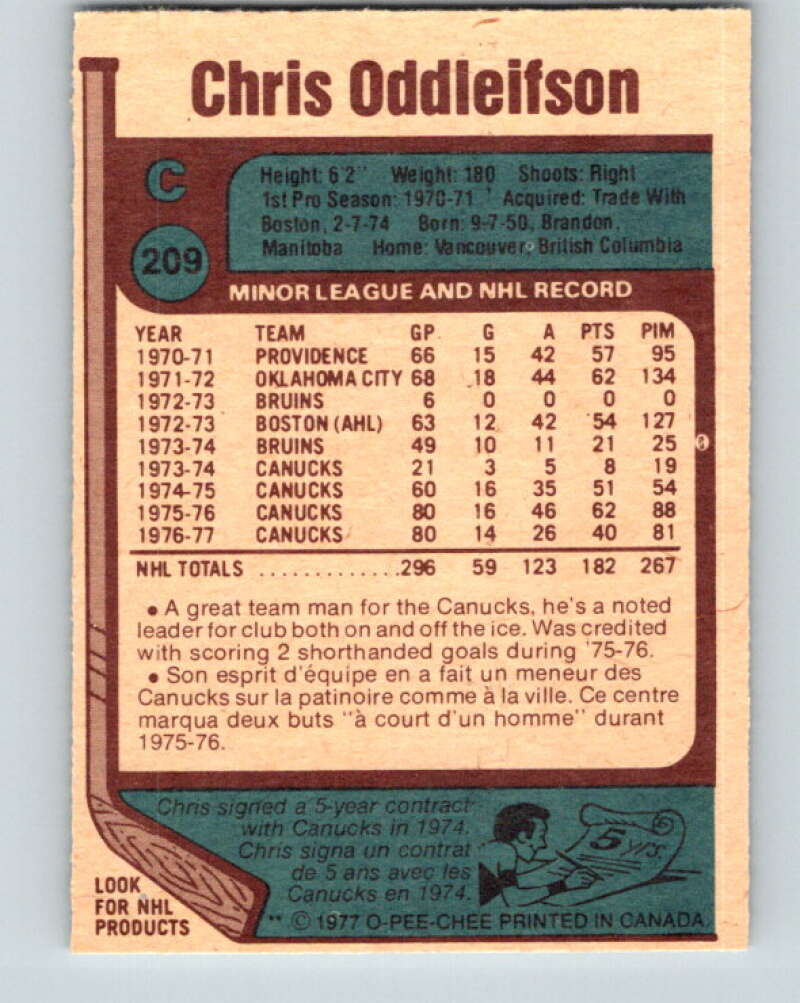 Chris Oddleifson
C
Height: 6'2" Weight: 180 Shoots: Right
1st Pro Season: 1970-71 Acquired: Trade With
Boston, 2-7-74 Born: 9-7-50, Brandon,
Manitoba Home: Vancouver, British Columbia
209
MINOR LEAGUE AND NHL RECORD
YEAR TEAM GP G A PTS PIM
1970-71 PROVIDENCE 66 15 42 57 95
1971-72 OKLAHOMA CITY 68 18 44 62 134
1972-73 BRUINS 6 0 0 0 0
1972-73 BOSTON (AHL) 63 12 42 54 127
1973-74 BRUINS 49 10 11 21 25
1973-74 CANUCKS 21 3 5 8 19
1974-75 CANUCKS 60 16 35 51 54
1975-76 CANUCKS 80 16 46 62 88
1976-77 CANUCKS 80 14 26 40 81
NHL TOTALS .............296 59 123 182 267
• A great team man for the Canucks, he's a noted
leader for club both on and off the ice. Was credited
with scoring 2 shorthanded goals during '75-76.
• Son esprit d'équipe en a fait un meneur des
Canucks sur la patinoire comme à la ville. Ce centre
marqua deux buts "à court d'un homme" durant
1975-76.
Chris signed a 5-year contract
with Canucks in 1974.
Chris signa un contrat
de 5 ans avec les
Canucks en 1974.
5 yrs.
LOOK
FOR NHL
PRODUCTS
** © 1977 O-PEE-CHEE PRINTED IN CANADA